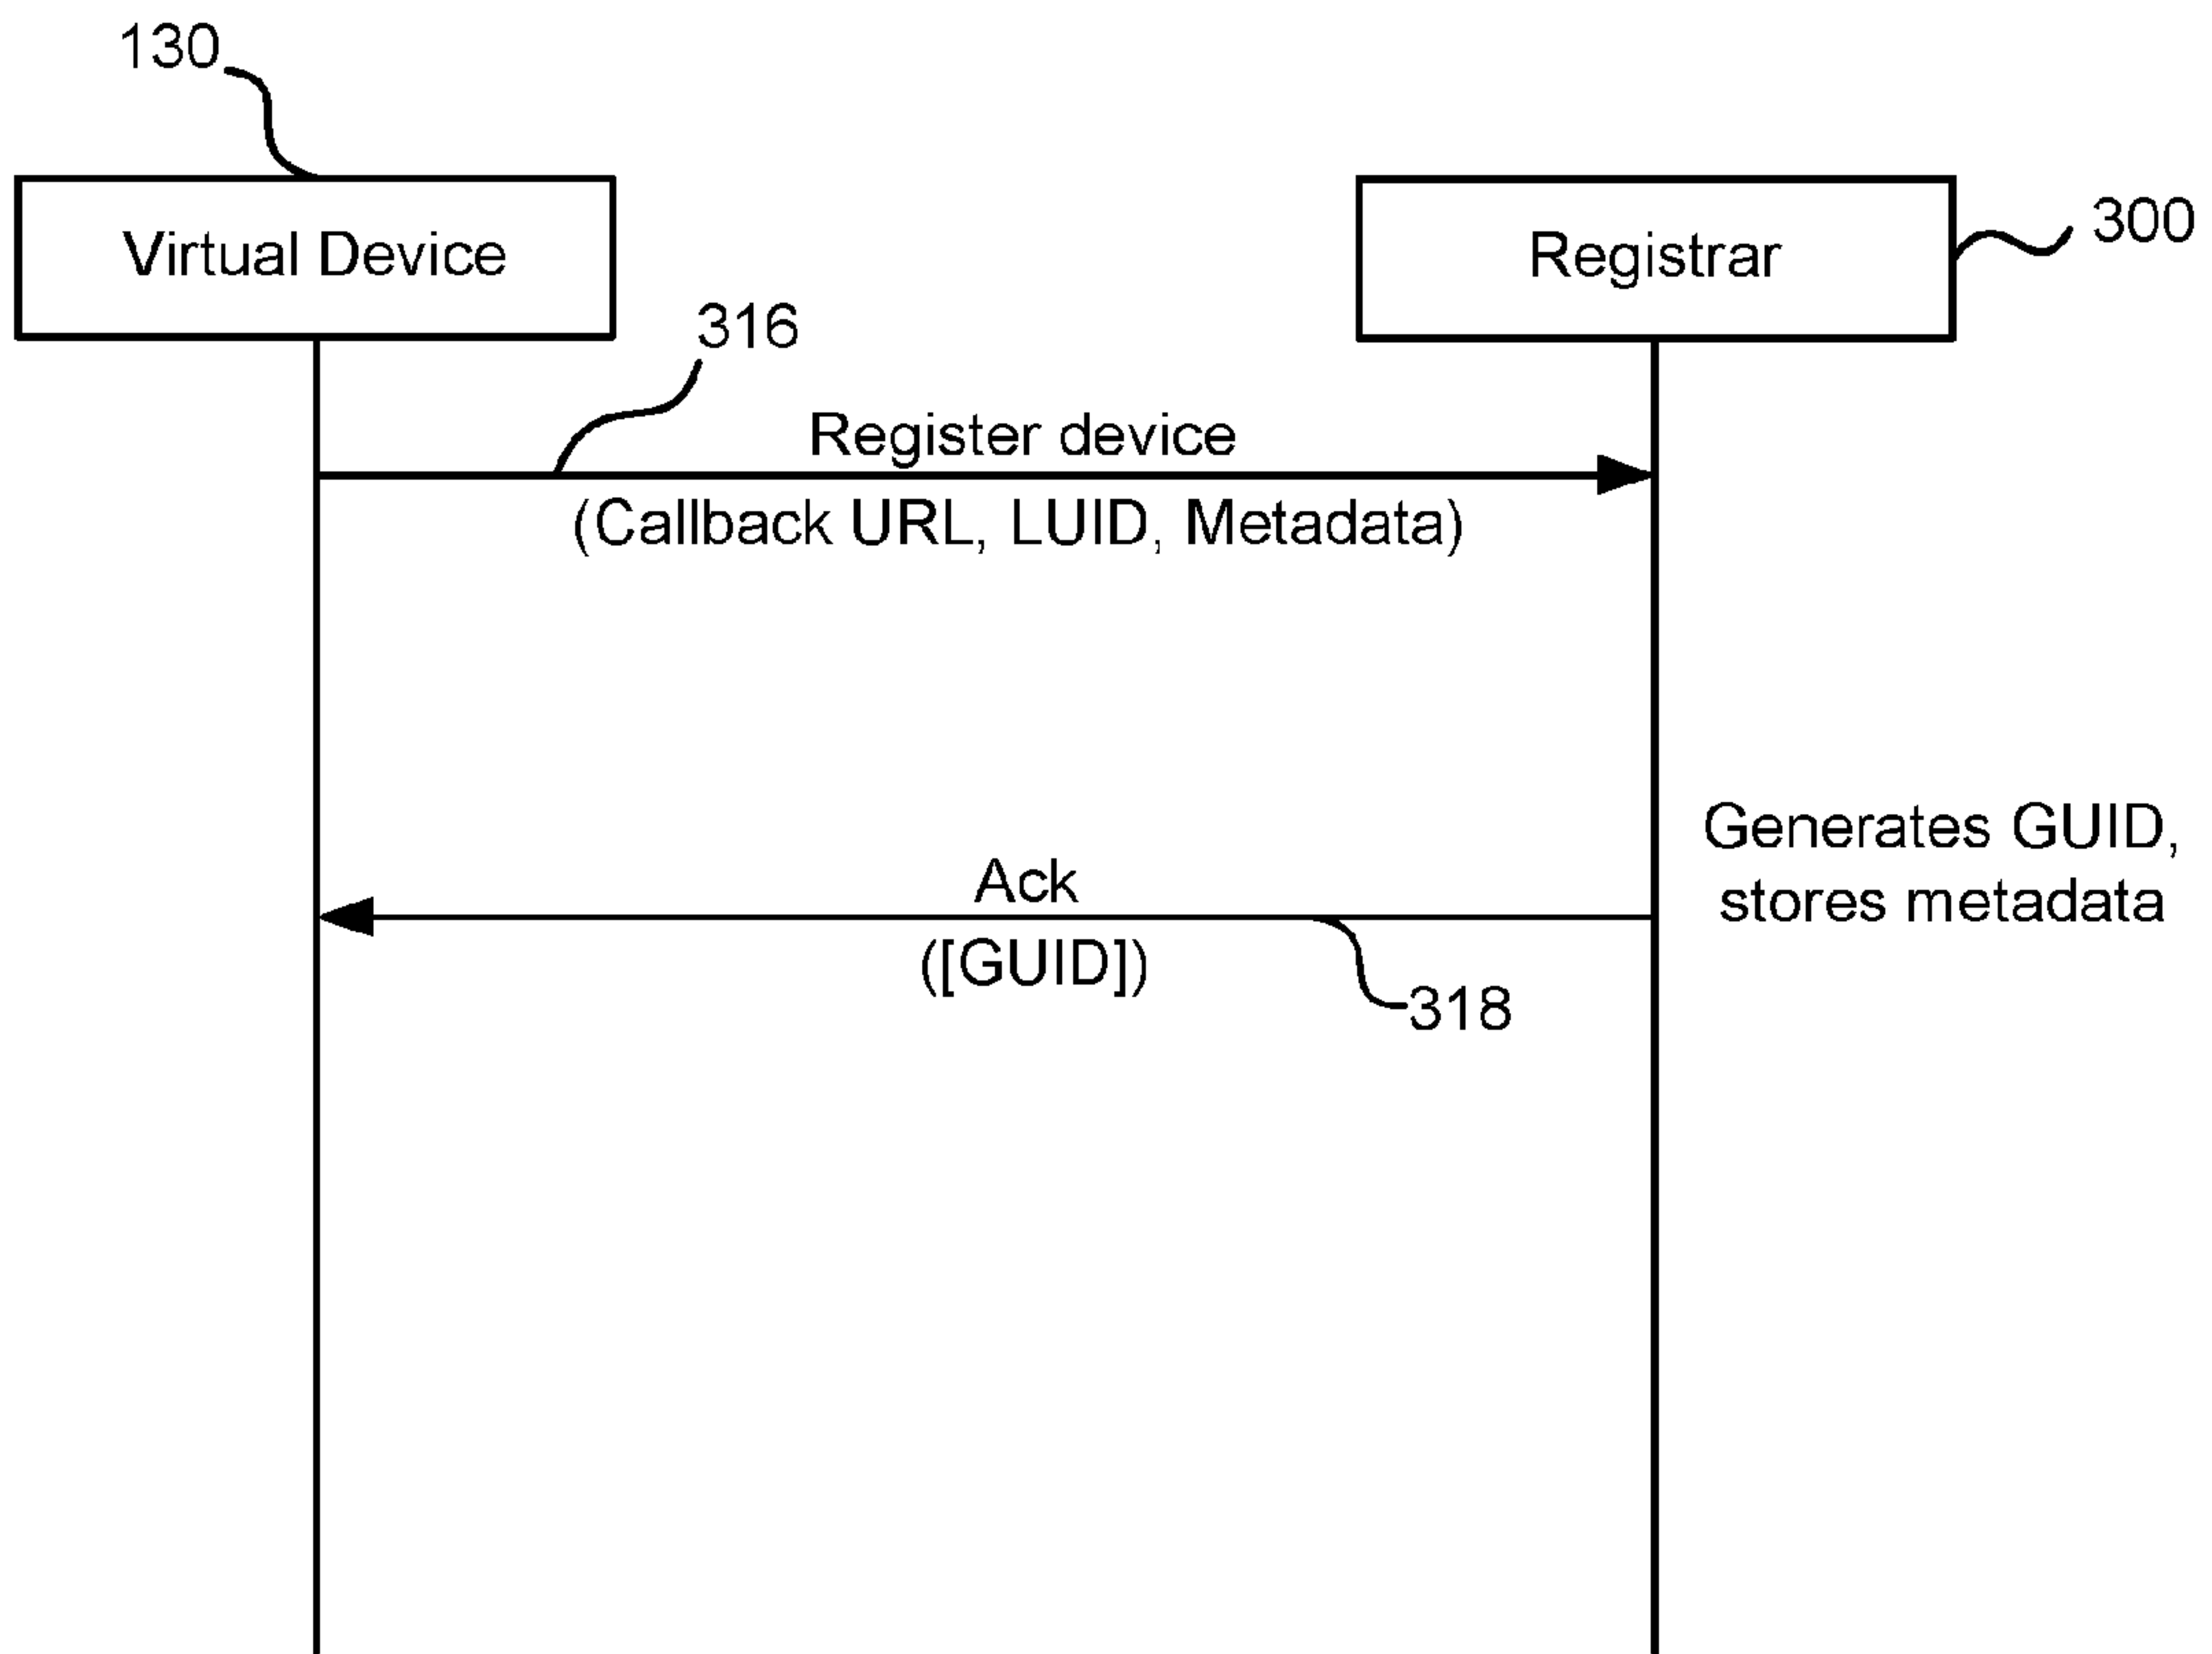 130
Virtual Device
Registrar
300
316
Register device
(Callback URL, LUID, Metadata)
Generates GUID,
stores metadata
Ack
([GUID])
318